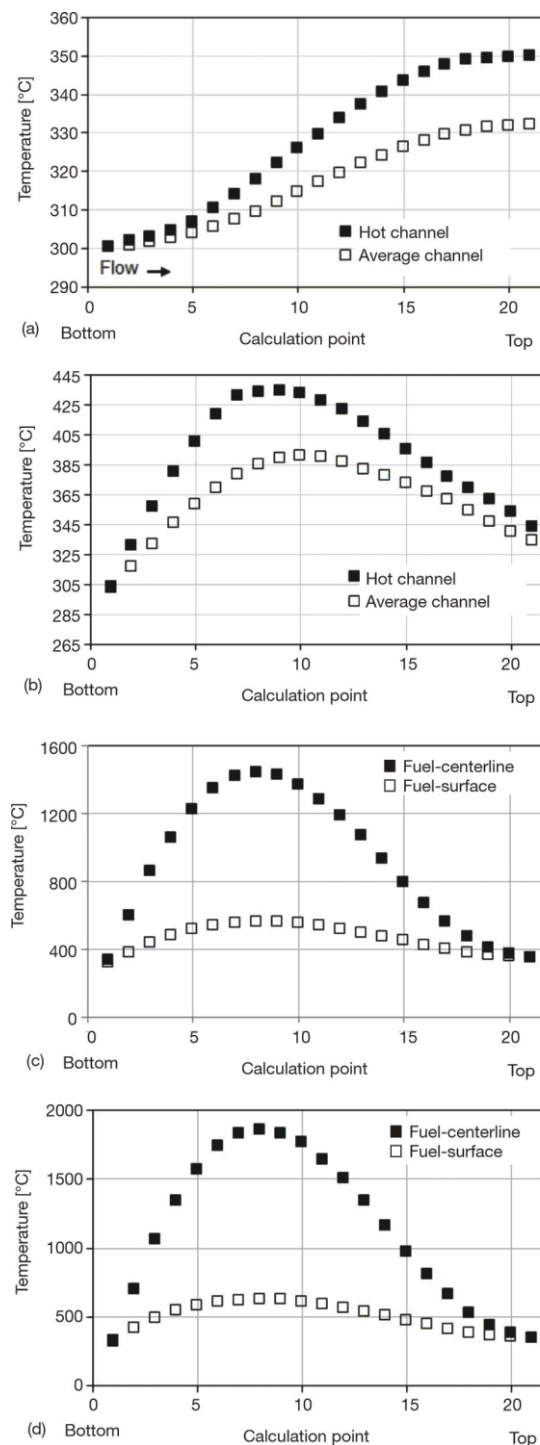 360
350
340
330
320
310
300
290
Temperature [°C]
Hot channel
Average channel
Flow →
0 5 10 15 20
(a) Bottom Calculation point Top
445
425
405
385
365
345
325
305
285
265
Temperature [°C]
Hot channel
Average channel
0 5 10 15 20
(b) Bottom Calculation point Top
1600
1200
800
400
0
Temperature [°C]
Fuel-centerline
Fuel-surface
0 5 10 15 20
(c) Bottom Calculation point Top
2000
1500
1000
500
0
Temperature [°C]
Fuel-centerline
Fuel-surface
0 5 10 15 20
(d) Bottom Calculation point Top